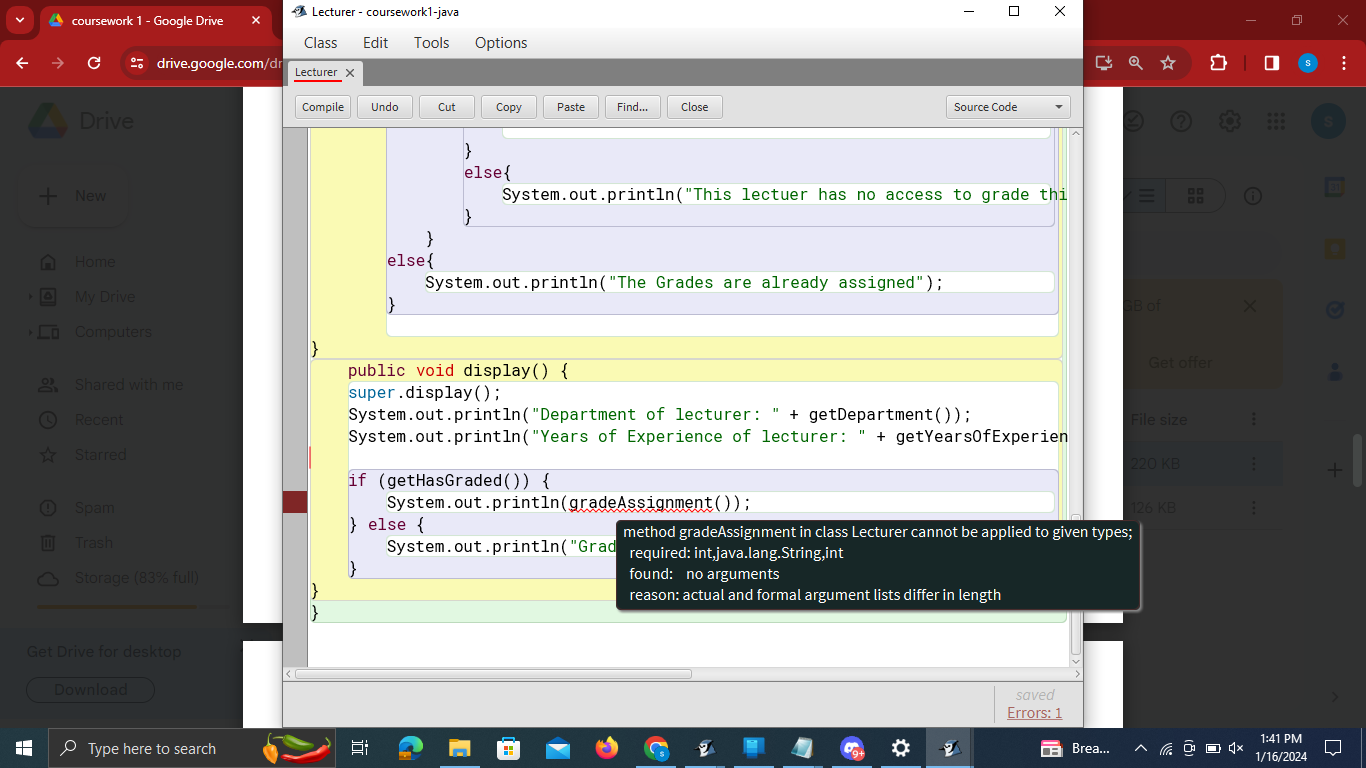 coursework 1 - Google Drive
Lecturer - coursework1-java
Class Edit Tools Options
drive.google.com/dr
s
Lecturer
Compile Undo Cut Copy Paste Find... Close Source Code
Drive
s
New
}
else{
System.out.println("This lectuer has no access to grade thi
}
}
else{
System.out.println("The Grades are already assigned");
}
}
public void display() {
super.display();
System.out.println("Department of lecturer: " + getDepartment());
System.out.println("Years of Experience of lecturer: " + getYearsOfExperien
if (getHasGraded()) {
System.out.println(gradeAssignment());
} else {
System.out.println("Grad
}
}
}
method gradeAssignment in class Lecturer cannot be applied to given types;
required: int,java.lang.String,int
found: no arguments
reason: actual and formal argument lists differ in length
Home
My Drive
Computers
Shared with me
Recent
Starred
Spam
Trash
Storage (83% full)
Get Drive for desktop
Download
GB of
Get offer
File size
220 KB
126 KB
saved
Errors: 1
Type here to search
s
9+
Brea...
1:41 PM
1/16/2024